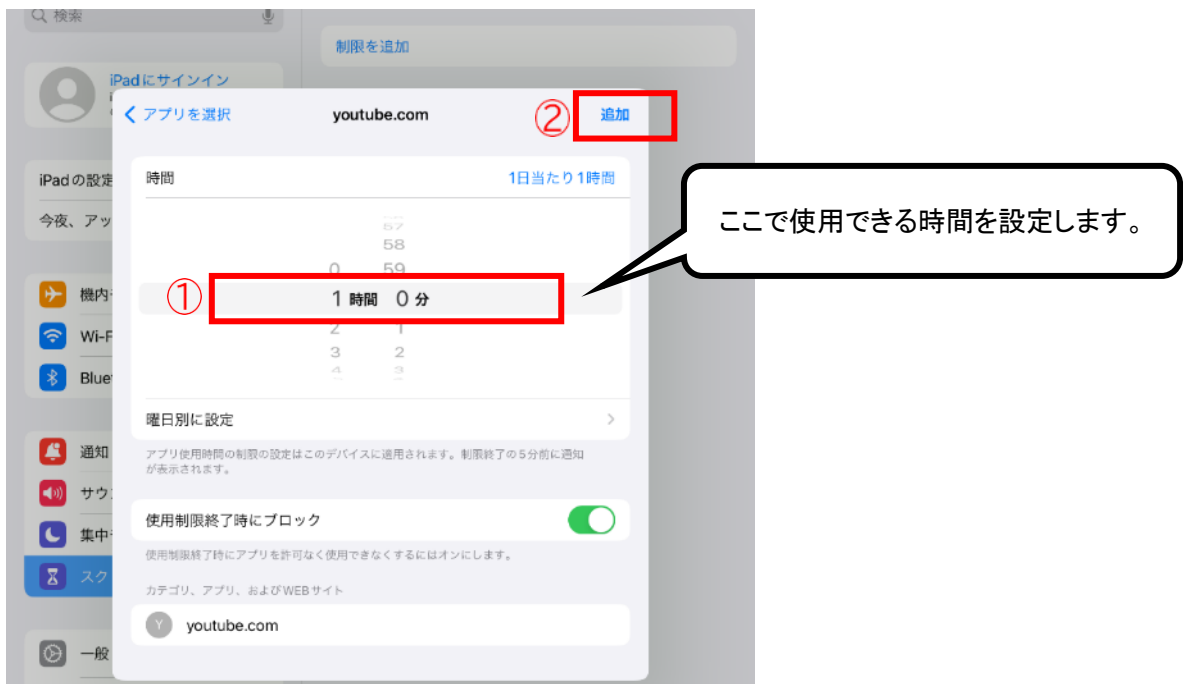 検索
制限を追加
iPadにサインイン
アプリを選択
youtube.com
②
追加
iPadの設定
時間
1日当たり1時間
ここで使用できる時間を設定します。
今夜、アッ
57
58
0 59
機内
①
1 時間 0 分
Wi-F
2 1
3 2
4 3
Blue
曜日別に設定
通知
アプリ使用時間の制限の設定はこのデバイスに適用されます。制限終了の5分前に通知
が表示されます。
サウ
使用制限終了時にブロック
集中
使用制限終了時にアプリを許可なく使用できなくするにはオンにします。
スク
カテゴリ、アプリ、およびWEBサイト
Y youtube.com
一般